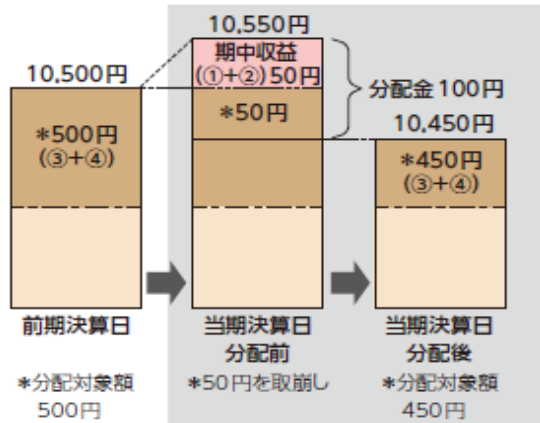 10,550円
期中収益
(①+②)50円
10,500円
分配金100円
*50円
10,450円
*500円
(③+④)
*450円
(③+④)
前期決算日
当期決算日
分配前
当期決算日
分配後
*分配対象額
500円
*50円を取崩し
*分配対象額
450円